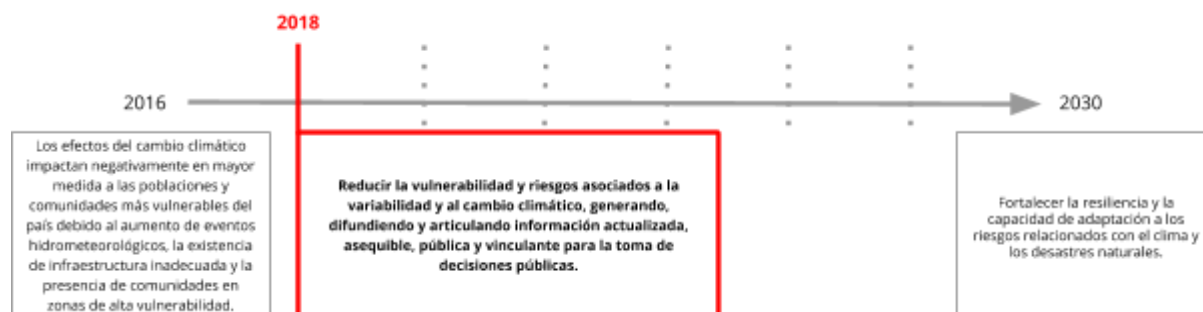 2018
2016
2030
Los efectos del cambio climático
impactan negativamente en mayor
medida a las poblaciones y
comunidades más vulnerables del
país debido al aumento de eventos
hidrometeorológicos, la existencia
de infraestructura inadecuada y la
presencia de comunidades en
zonas de alta vulnerabilidad.
Reducir la vulnerabilidad y riesgos asociados a la
variabilidad y al cambio climático, generando,
difundiendo y articulando información actualizada,
asequible, pública y vinculante para la toma de
decisiones públicas.
Fortalecer la resiliencia y la
capacidad de adaptación a los
riesgos relacionados con el clima y
los desastres naturales.